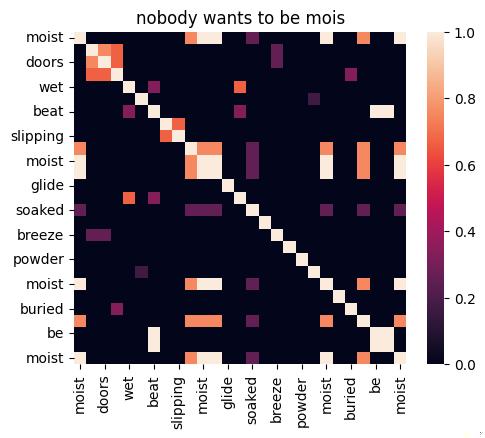 nobody wants to be mois
moist
doors
wet
beat
slipping
moist
glide
soaked
breeze
powder
moist
buried
be
moist
1.0
0.8
0.6
0.4
0.2
0.0
moist
doors
wet
beat
slipping
moist
glide
soaked
breeze
powder
moist
buried
be
moist